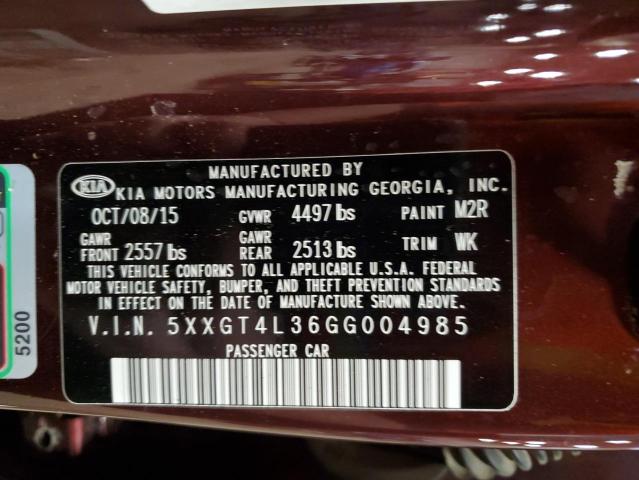 MANUFACTURED BY
KIA KIA MOTORS MANUFACTURING GEORGIA, INC.
OCT/08/15 GVWR 4497 lbs PAINT M2R
GAWR FRONT 2557 lbs GAWR REAR 2513 lbs TRIM WK
THIS VEHICLE CONFORMS TO ALL APPLICABLE U.S.A. FEDERAL
MOTOR VEHICLE SAFETY, BUMPER, AND THEFT PREVENTION STANDARDS
IN EFFECT ON THE DATE OF MANUFACTURE SHOWN ABOVE.
V.I.N. 5XXGT4L36GG004985
PASSENGER CAR
5200